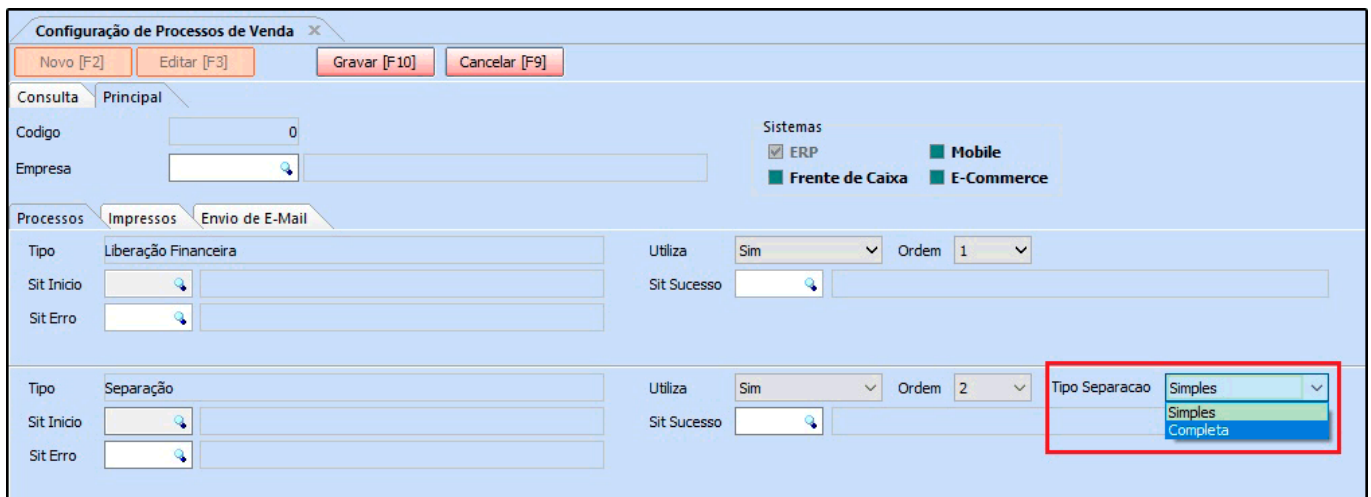 Configuração de Processos de Venda
Novo [F2] Editar [F3] Gravar [F10] Cancelar [F9]
Consulta Principal
Codigo 0 Sistemas
ERP Mobile
Empresa
Frente de Caixa E-Commerce
Processos Impressos Envio de E-Mail
Tipo Liberação Financeira Utiliza Sim Ordem 1
Sit Inicio Sit Sucesso
Sit Erro
Tipo Separação Utiliza Sim Ordem 2 Tipo Separacao Simples
Simples
Sit Inicio Sit Sucesso Completa
Sit Erro